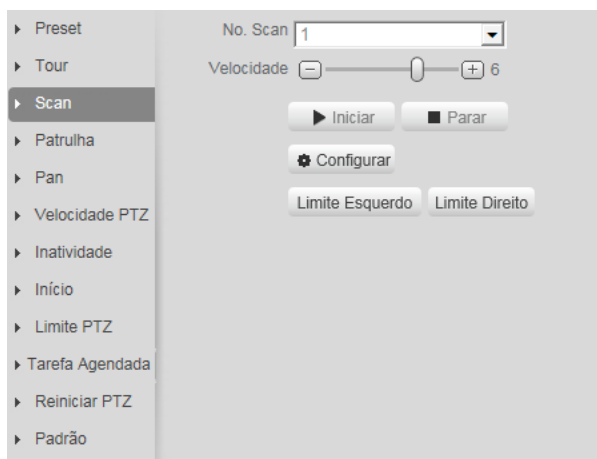 Preset
Tour
Scan
Patrulha
Pan
Velocidade PTZ
Inatividade
Início
Limite PTZ
Tarefa Agendada
Reiniciar PTZ
Padrão
No. Scan 1
Velocidade 6
Iniciar Parar
Configurar
Limite Esquerdo Limite Direito